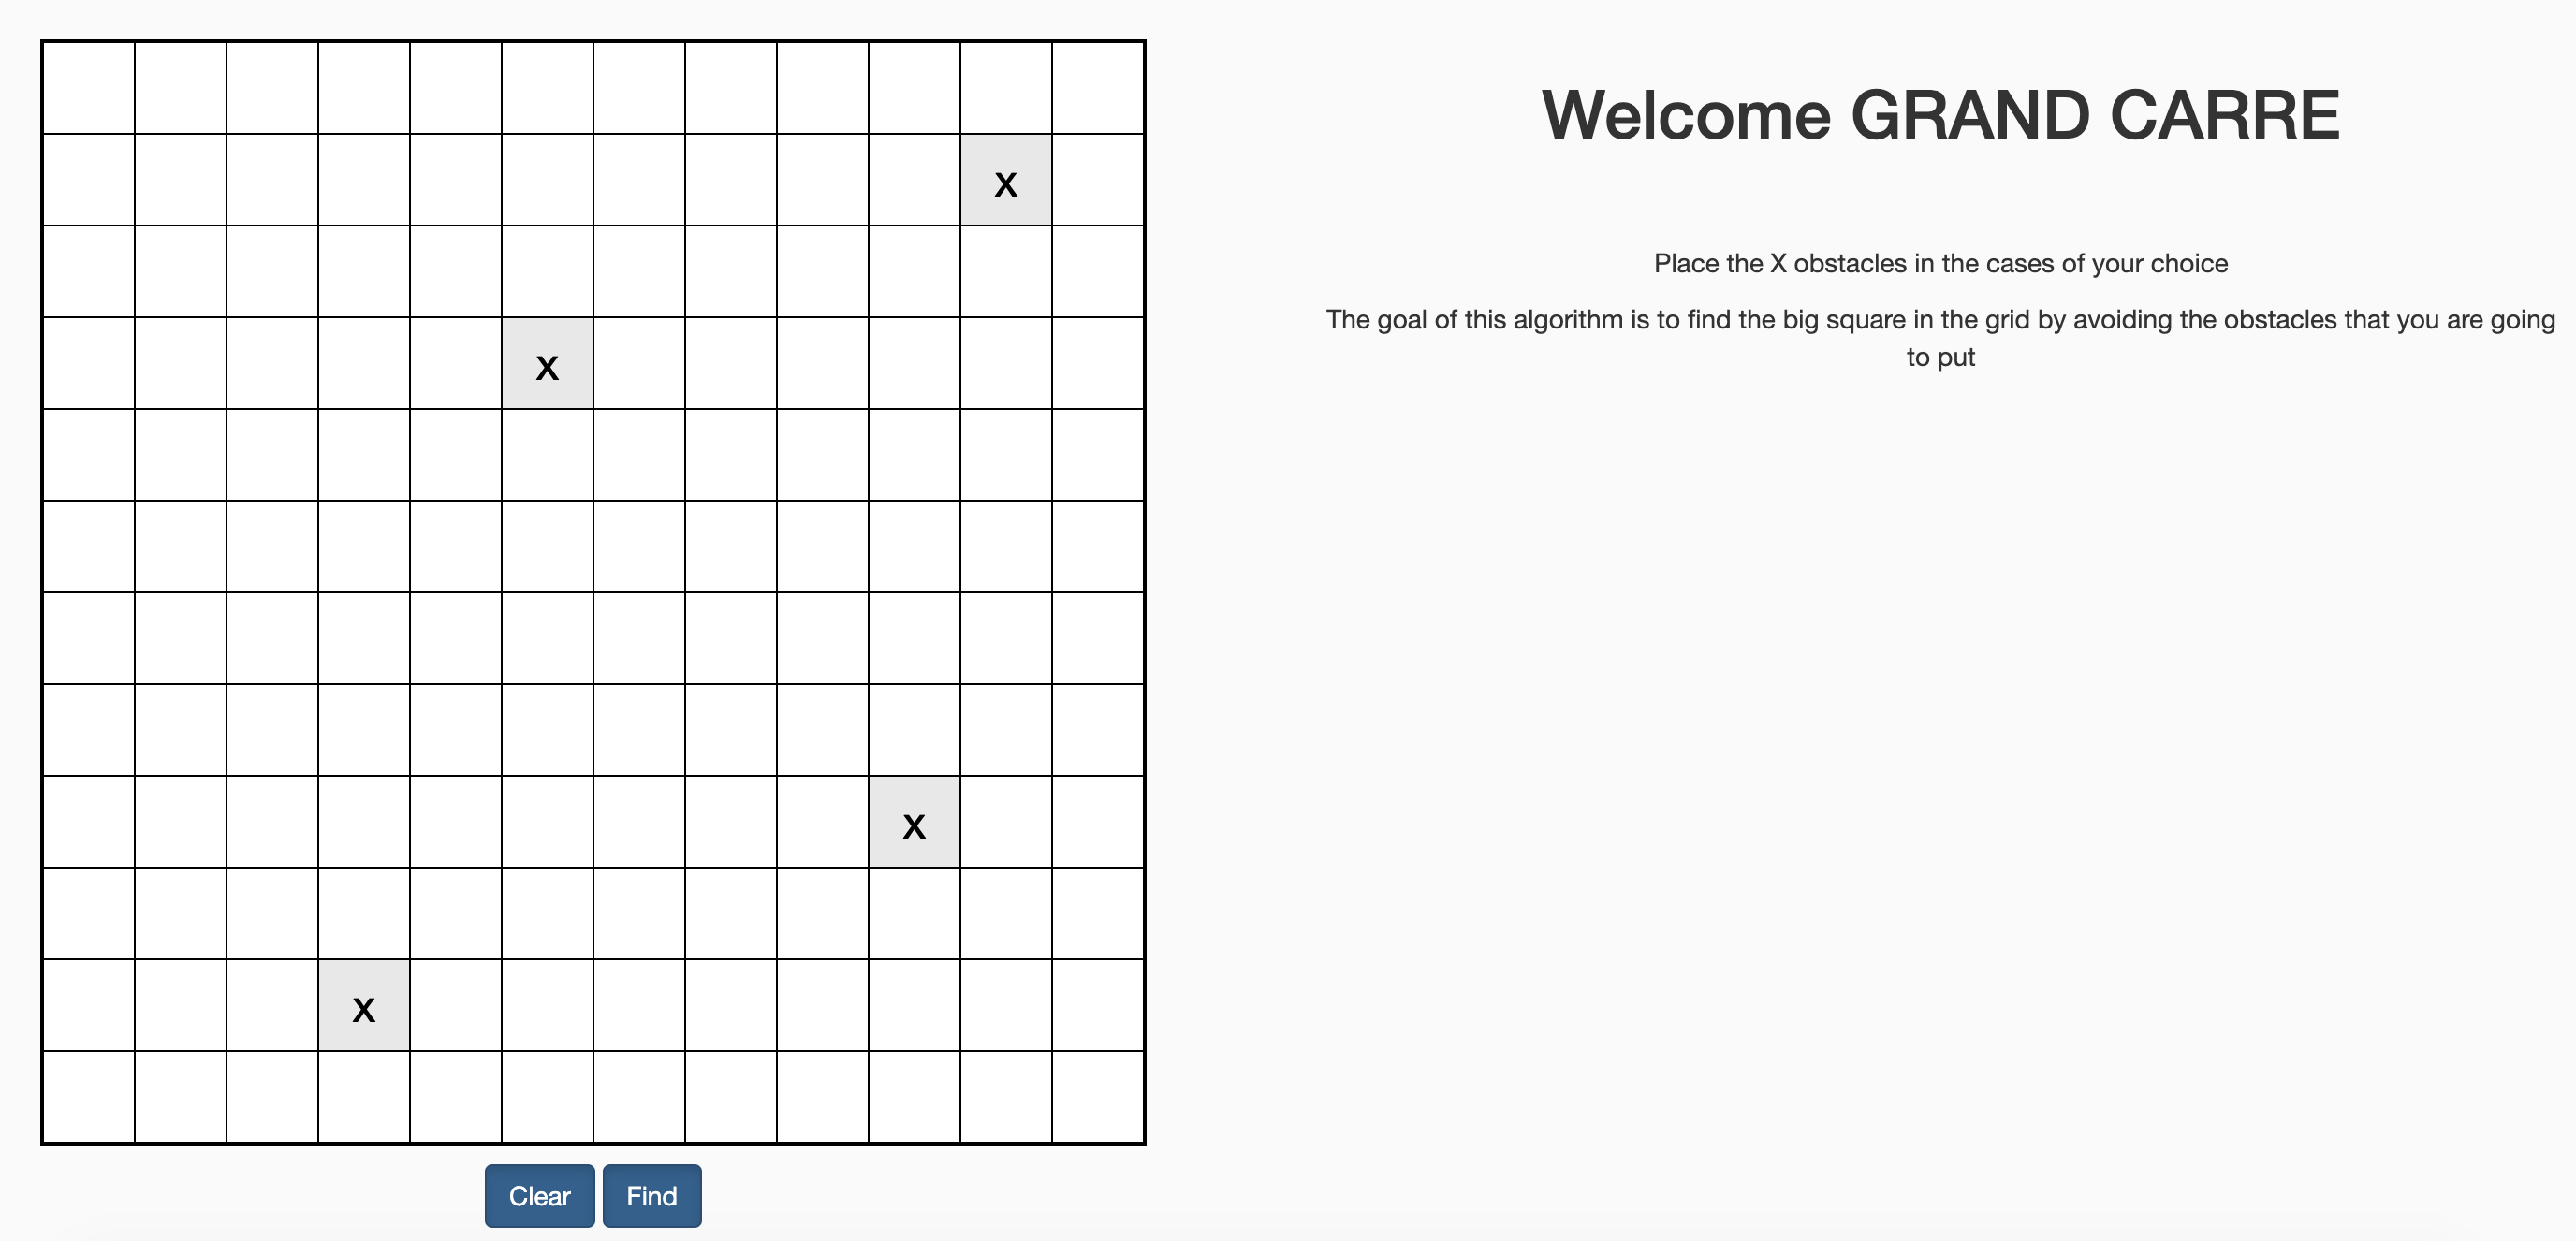 Welcome GRAND CARRE
X
Place the X obstacles in the cases of your choice
The goal of this algorithm is to find the big square in the grid by avoiding the obstacles that you are going
to put
X
X
X
Clear Find